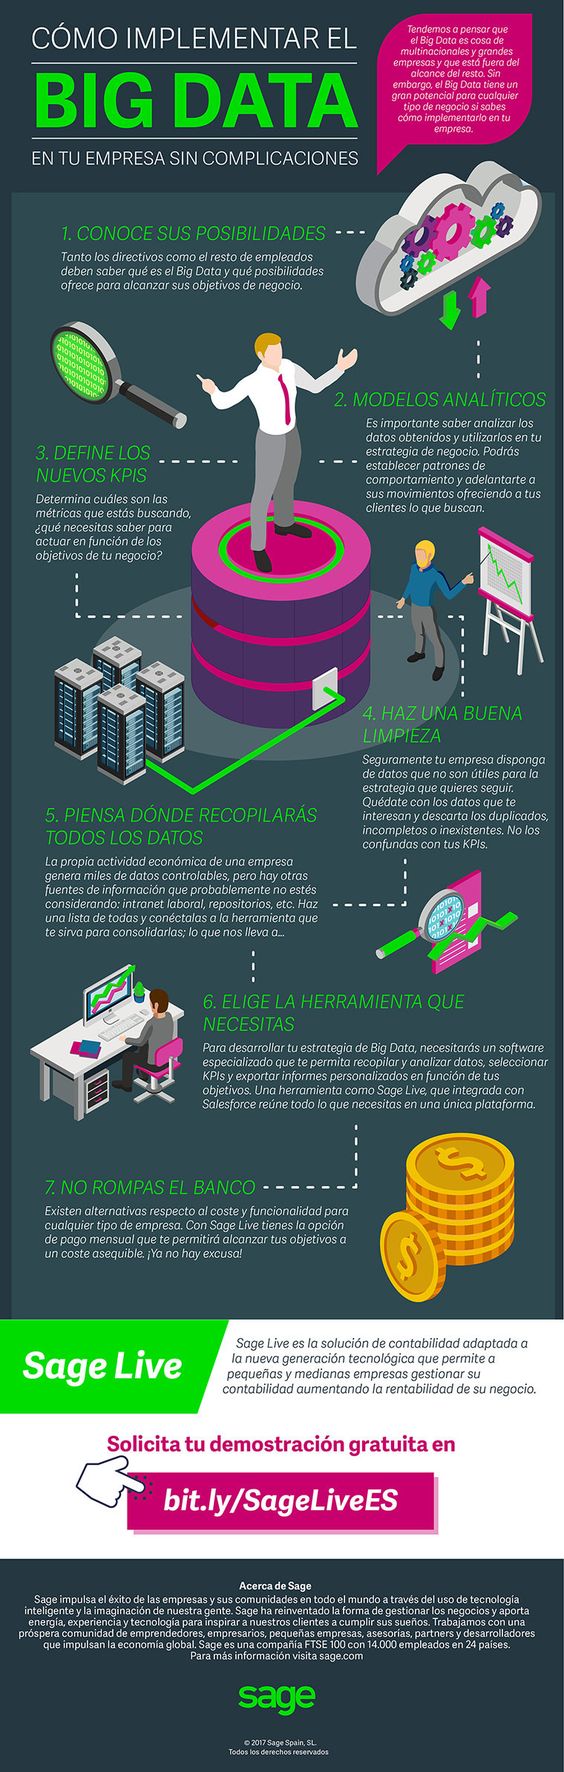 CÓMO IMPLEMENTAR EL
BIG DATA
EN TU EMPRESA SIN COMPLICACIONES
Tendemos a pensar que
el Big Data es cosa de
multinacionales y grandes
empresas y que está fuera del
alcance del resto. Sin
embargo, el Big Data tiene un
gran potencial para cualquier
tipo de negocio si sabes
cómo implementarlo en tu
empresa.
1. CONOCE SUS POSIBILIDADES
Tanto los directivos como el resto de empleados
deben saber qué es el Big Data y qué posibilidades
ofrece para alcanzar sus objetivos de negocio.
2. MODELOS ANALÍTICOS
Es importante saber analizar los
datos obtenidos y utilizarlos en tu
estrategia de negocio. Podrás
establecer patrones de
comportamiento y adelantarte a
sus movimientos ofreciendo a tus
clientes lo que buscan.
3. DEFINE LOS
NUEVOS KPIS
Determina cuáles son las
métricas que estás buscando,
¿qué necesitas saber para
actuar en función de los
objetivos de tu negocio?
4. HAZ UNA BUENA
LIMPIEZA
Seguramente tu empresa disponga
de datos que no son útiles para la
estrategia que quieres seguir.
Quédate con los datos que te
interesan y descarta los duplicados,
incompletos o inexistentes. No los
confundas con tus KPIs.
5. PIENSA DÓNDE RECOPILARÁS
TODOS LOS DATOS
La propia actividad económica de una empresa
genera miles de datos controlables, pero hay otras
fuentes de información que probablemente no estés
considerando: intranet laboral, repositorios, etc. Haz
una lista de todas y conéctalas a la herramienta que
te sirva para consolidarlas; lo que nos lleva a...
6. ELIGE LA HERRAMIENTA QUE
NECESITAS
Para desarrollar tu estrategia de Big Data, necesitarás un software
especializado que te permita recopilar y analizar datos, seleccionar
KPIs y exportar informes personalizados en función de tus
objetivos. Una herramienta como Sage Live, que integrada con
Salesforce reúne todo lo que necesitas en una única plataforma.
7. NO ROMPAS EL BANCO
Existen alternativas respecto al coste y funcionalidad para
cualquier tipo de empresa. Con Sage Live tienes la opción
de pago mensual que te permitirá alcanzar tus objetivos a
un coste asequible. ¡Ya no hay excusa!
Sage Live
Sage Live es la solución de contabilidad adaptada a
la nueva generación tecnológica que permite a
pequeñas y medianas empresas gestionar su
contabilidad aumentando la rentabilidad de su negocio.
Solicita tu demostración gratuita en
bit.ly/SageLiveES
Acerca de Sage
Sage impulsa el éxito de las empresas y sus comunidades en todo el mundo a través del uso de tecnología
inteligente y la imaginación de nuestra gente. Sage ha reinventado la forma de gestionar los negocios y aporta
energía, experiencia y tecnología para inspirar a nuestros clientes a cumplir sus sueños. Trabajamos con una
próspera comunidad de emprendedores, empresarios, pequeñas empresas, asesorías, partners y desarrolladores
que impulsan la economía global. Sage es una compañía FTSE 100 con 14.000 empleados en 24 países.
Para más información visita sage.com
sage
© 2017 Sage Spain, SL.
Todos los derechos reservados